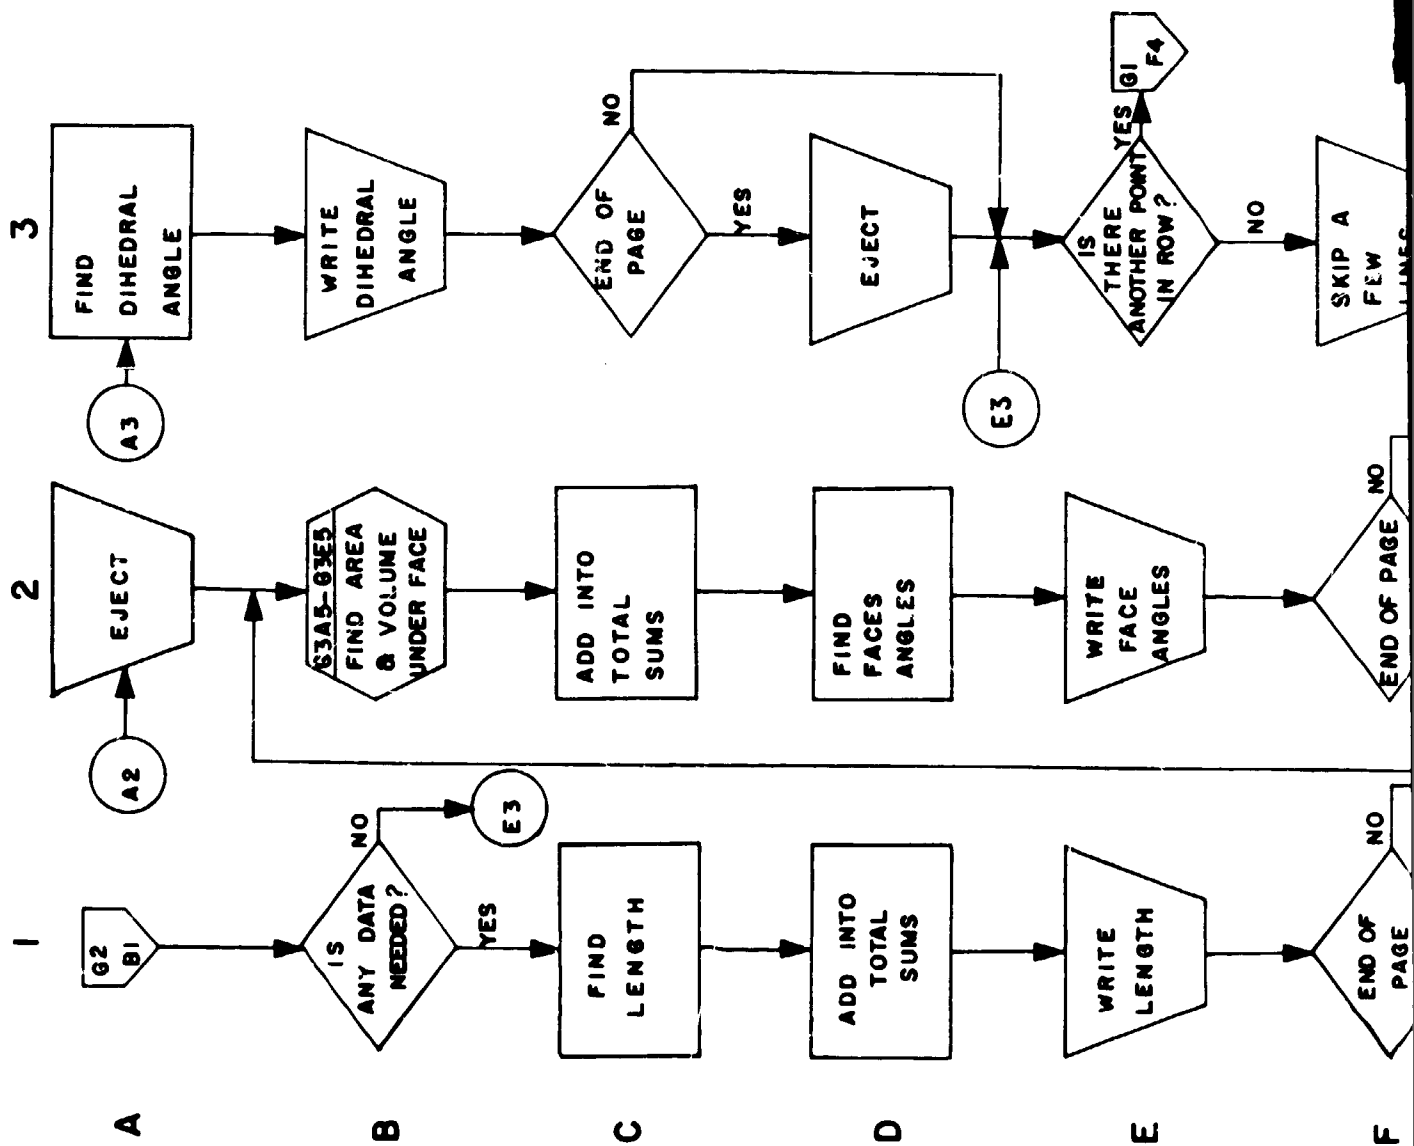 1
2
3
A
B
C
D
E
F
G2
B1
IS
ANY DATA
NEEDED?
NO
E3
YES
FIND
LENGTH
ADD INTO
TOTAL
SUMS
WRITE
LENGTH
END OF
PAGE
NO
A2
EJECT
G3A5-G3E5
FIND AREA
& VOLUME
UNDER FACE
ADD INTO
TOTAL
SUMS
FIND
FACES
ANGLES
WRITE
FACE
ANGLES
END OF PAGE
NO
A3
FIND
DIHEDRAL
ANGLE
WRITE
DIHEDRAL
ANGLE
END OF
PAGE
NO
YES
EJECT
E3
IS
THERE
ANOTHER POINT
IN ROW?
YES
G1
F4
NO
SKIP A
FEW
LINES